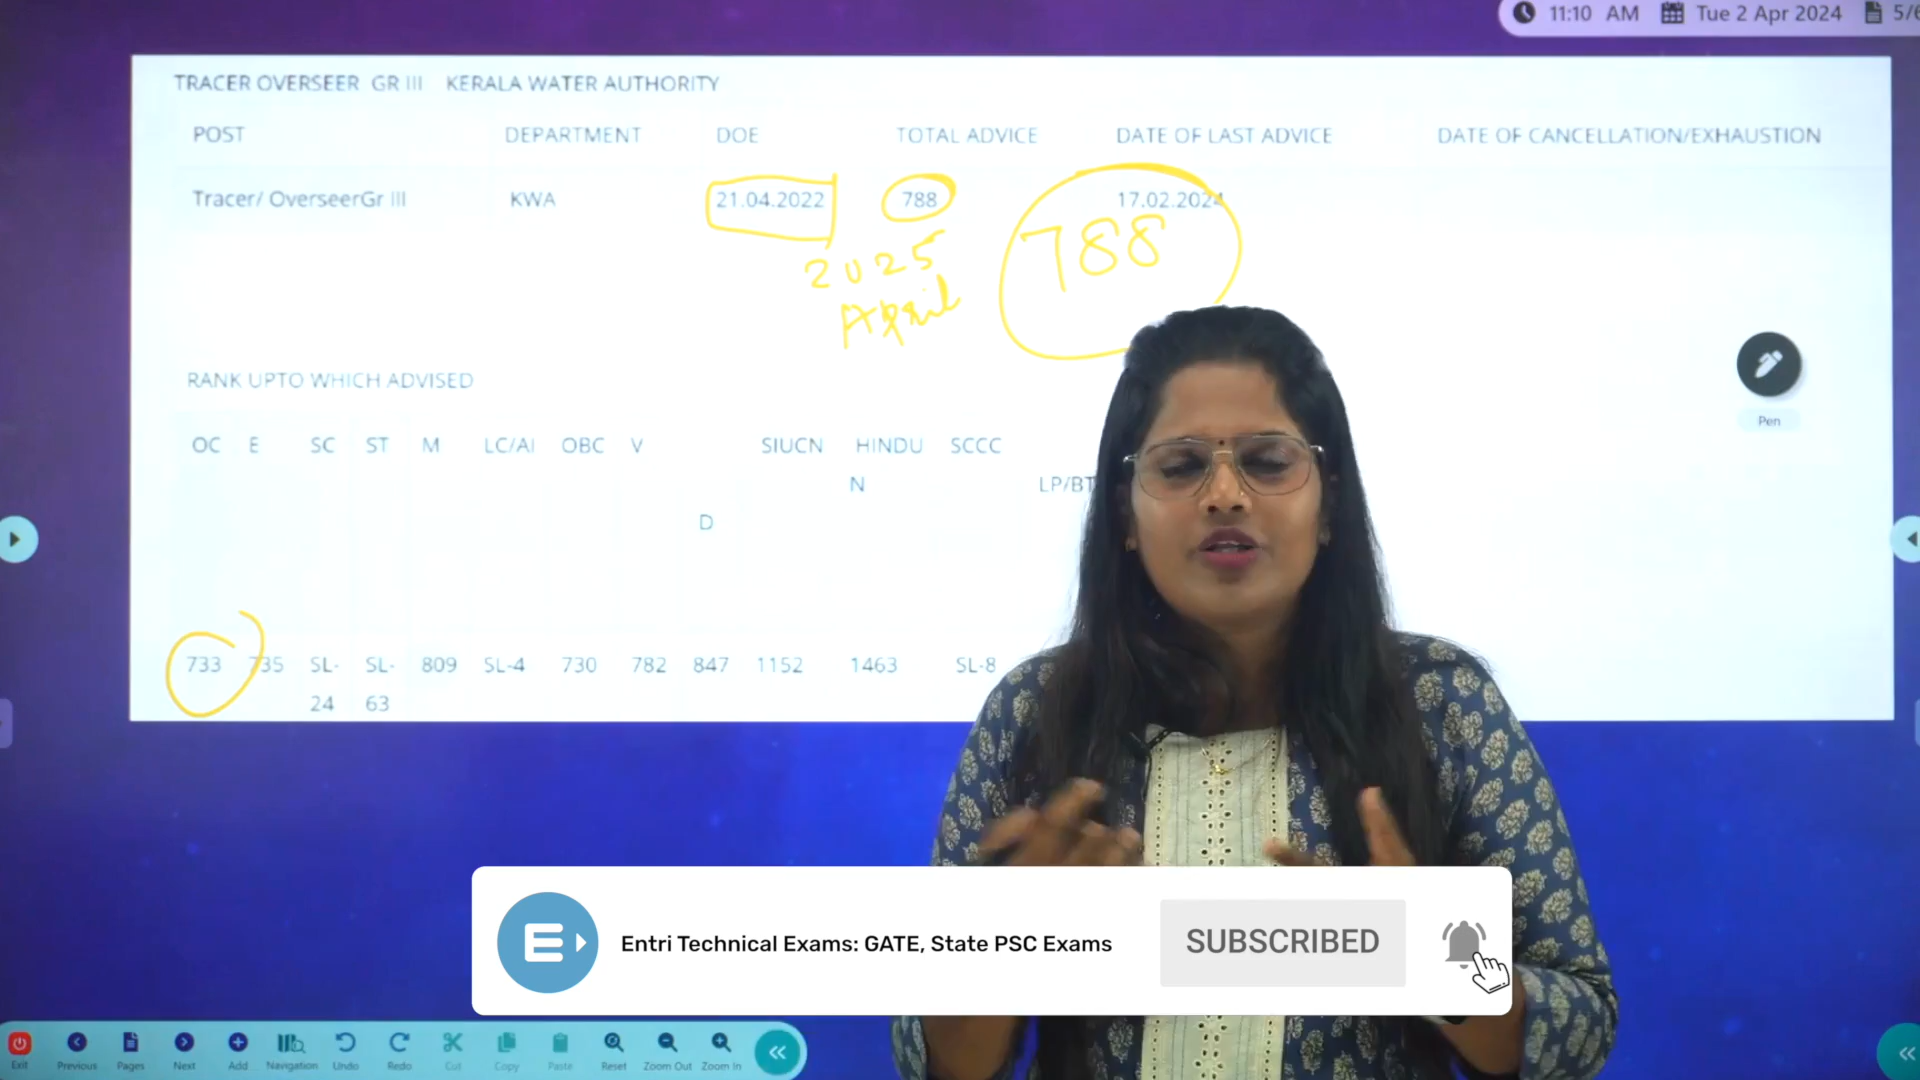 11:10 AM Tue 2 Apr 2024 5/6
TRACER OVERSEER GR III KERALA WATER AUTHORITY
POST DEPARTMENT DOE TOTAL ADVICE DATE OF LAST ADVICE DATE OF CANCELLATION/EXHAUSTION
Tracer/ OverseerGr III KWA 21.04.2022 788 17.02.2024
2025 788
April
RANK UPTO WHICH ADVISED
Pen
OC E SC ST M LC/AI OBC V SIUCN HINDU SCCC
N LP/BT
D
733 735 SL- SL- 809 SL-4 730 782 847 1152 1463 SL-8
24 63
Entri Technical Exams: GATE, State PSC Exams SUBSCRIBED
Exit Previous Pages Next Add Navigation Undo Redo Cut Copy Paste Reset Zoom Out Zoom In